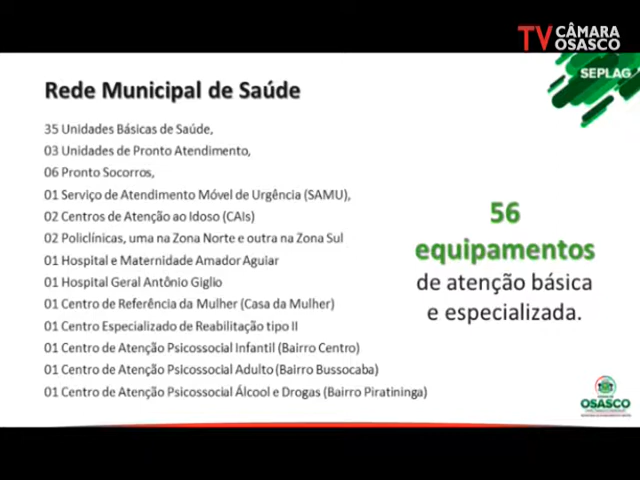 TV CÂMARA
OSASCO
SEPLAG
Rede Municipal de Saúde
35 Unidades Básicas de Saúde,
03 Unidades de Pronto Atendimento,
06 Pronto Socorros,
01 Serviço de Atendimento Móvel de Urgência (SAMU),
02 Centros de Atenção ao Idoso (CAIs)
02 Policlínicas, uma na Zona Norte e outra na Zona Sul
01 Hospital e Maternidade Amador Aguiar
01 Hospital Geral Antônio Giglio
01 Centro de Referência da Mulher (Casa da Mulher)
01 Centro Especializado de Reabilitação tipo II
01 Centro de Atenção Psicossocial Infantil (Bairro Centro)
01 Centro de Atenção Psicossocial Adulto (Bairro Bussocaba)
01 Centro de Atenção Psicossocial Álcool e Drogas (Bairro Piratininga)
56
equipamentos
de atenção básica
e especializada.
OSASCO